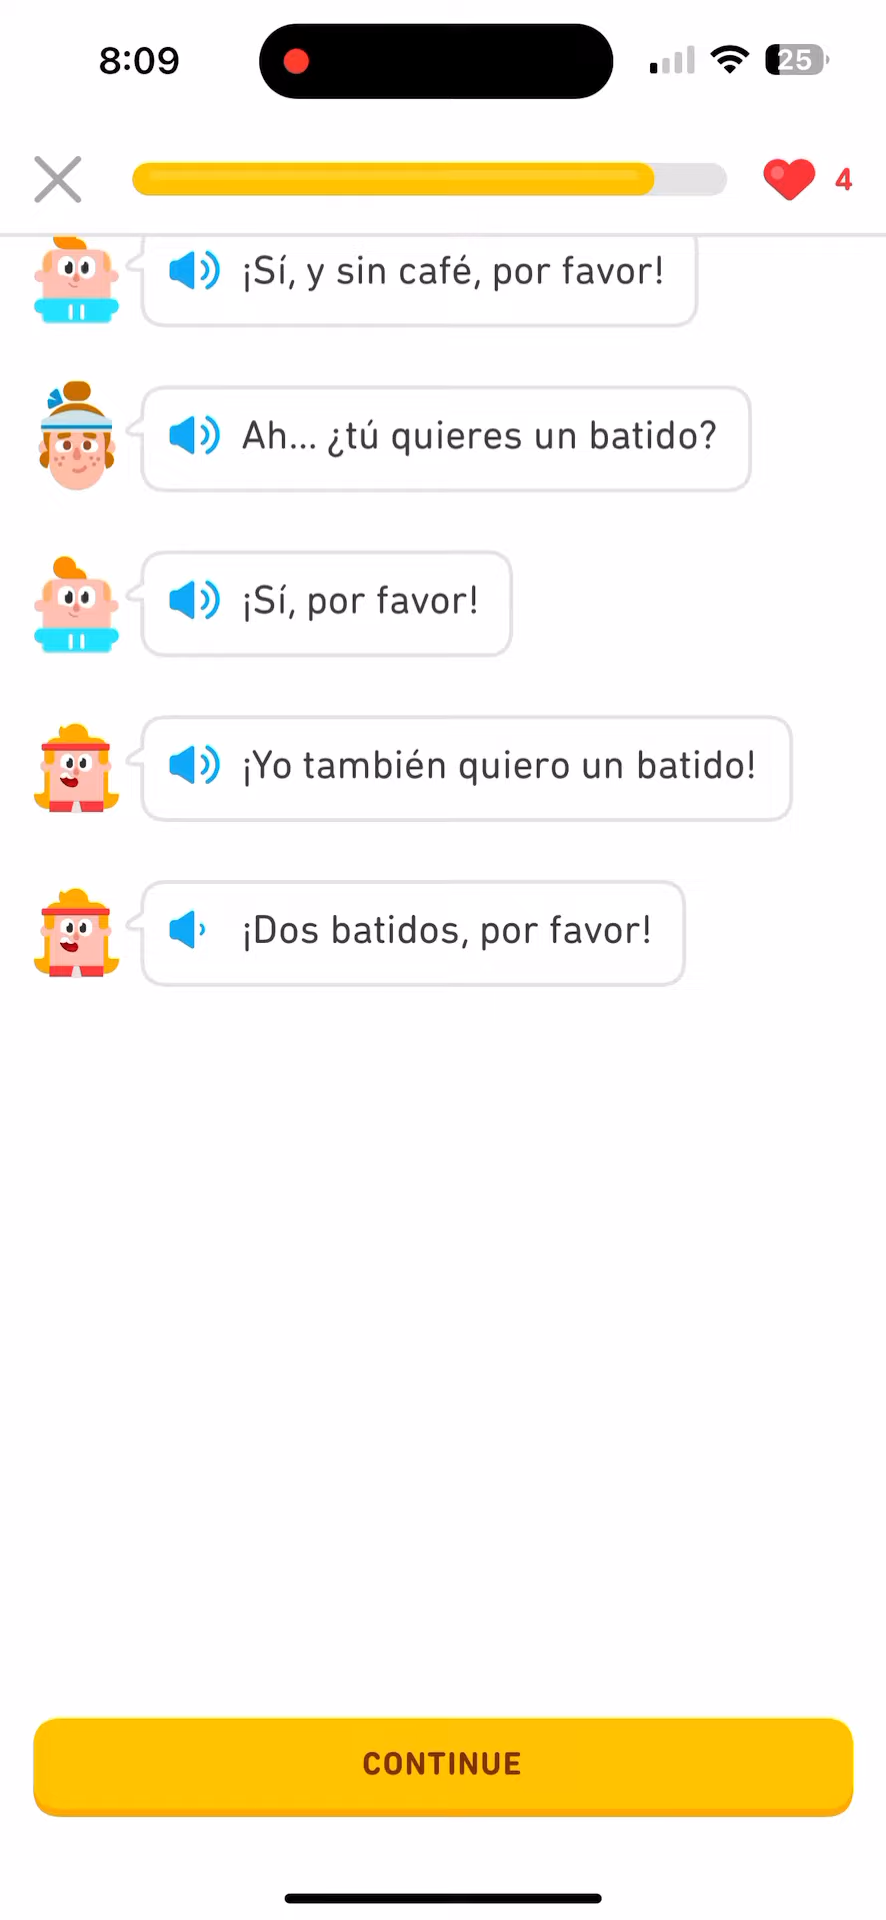 8:09
25
4
¡Sí, y sin café, por favor!
Ah... ¿tú quieres un batido?
¡Sí, por favor!
¡Yo también quiero un batido!
¡Dos batidos, por favor!
CONTINUE